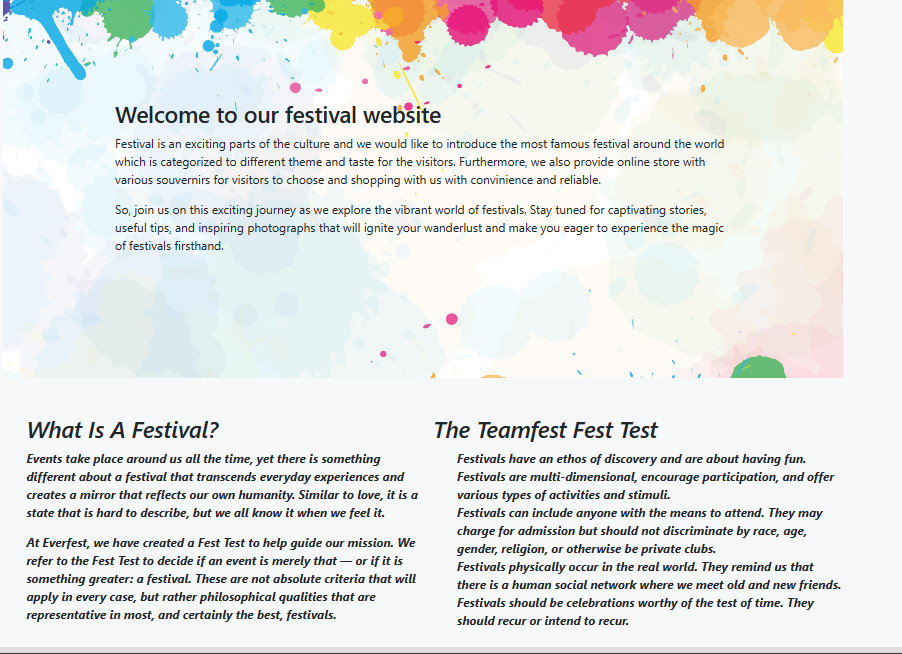 Welcome to our festival website
Festival is an exciting parts of the culture and we would like to introduce the most famous festival around the world
which is categorized to different theme and taste for the visitors. Furthermore, we also provide online store with
various souvernirs for visitors to choose and shopping with us with convinience and reliable.
So, join us on this exciting journey as we explore the vibrant world of festivals. Stay tuned for captivating stories,
useful tips, and inspiring photographs that will ignite your wanderlust and make you eager to experience the magic
of festivals firsthand.
What Is A Festival?
Events take place around us all the time, yet there is something
different about a festival that transcends everyday experiences and
creates a mirror that reflects our own humanity. Similar to love, it is a
state that is hard to describe, but we all know it when we feel it.
At Everfest, we have created a Fest Test to help guide our mission. We
refer to the Fest Test to decide if an event is merely that — or if it is
something greater: a festival. These are not absolute criteria that will
apply in every case, but rather philosophical qualities that are
representative in most, and certainly the best, festivals.
The Teamfest Fest Test
Festivals have an ethos of discovery and are about having fun.
Festivals are multi-dimensional, encourage participation, and offer
various types of activities and stimuli.
Festivals can include anyone with the means to attend. They may
charge for admission but should not discriminate by race, age,
gender, religion, or otherwise be private clubs.
Festivals physically occur in the real world. They remind us that
there is a human social network where we meet old and new friends.
Festivals should be celebrations worthy of the test of time. They
should recur or intend to recur.